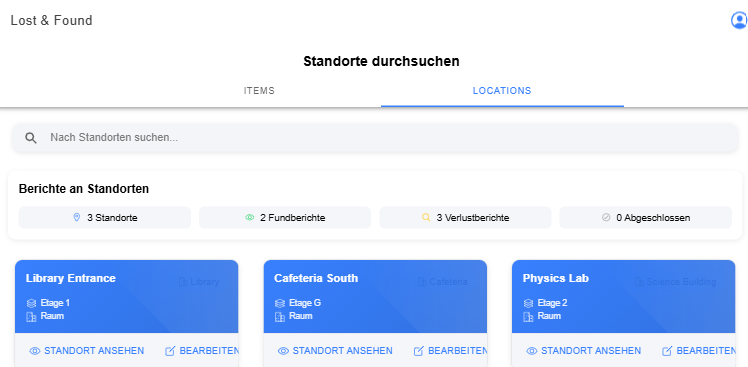 Lost & Found
Standorte durchsuchen
ITEMS
LOCATIONS
Nach Standorten suchen...
Berichte an Standorten
3 Standorte
2 Fundberichte
3 Verlustberichte
0 Abgeschlossen
Library Entrance
Library
Etage 1
Raum
STANDORT ANSEHEN
BEARBEITEN
Cafeteria South
Cafeteria
Etage G
Raum
STANDORT ANSEHEN
BEARBEITEN
Physics Lab
Science Building
Etage 2
Raum
STANDORT ANSEHEN
BEARBEITEN